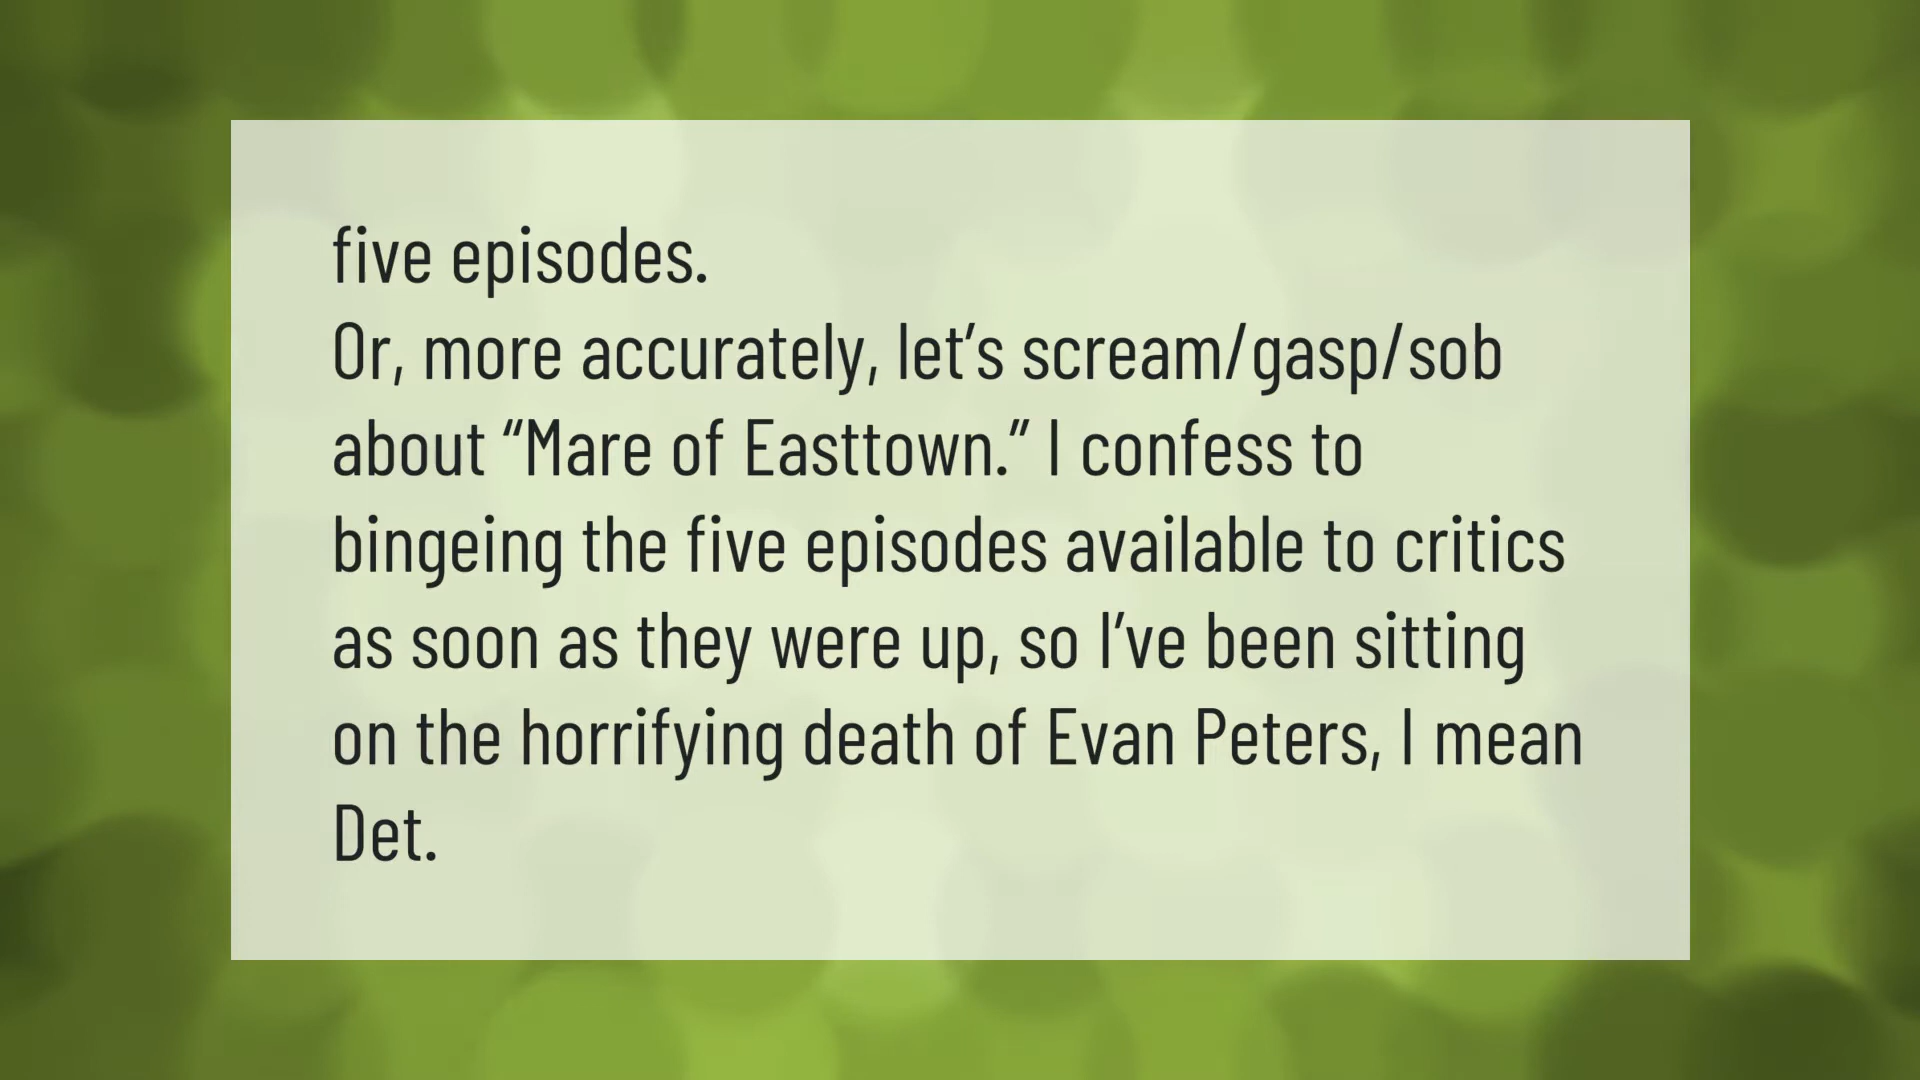 five episodes.
Or, more accurately, let’s scream/gasp/sob
about “Mare of Easttown.” I confess to
bingeing the five episodes available to critics
as soon as they were up, so I’ve been sitting
on the horrifying death of Evan Peters, I mean
Det.